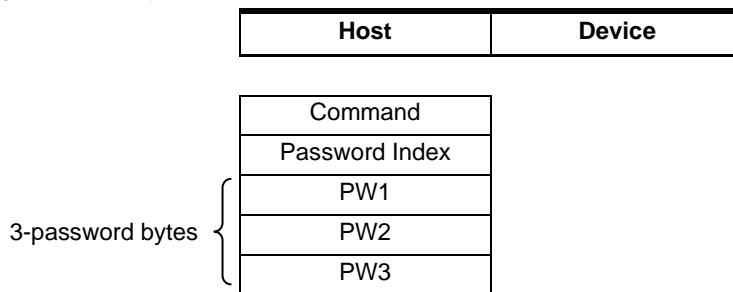 Host Device
Command
Password Index
PW1
3-password bytes PW2
PW3